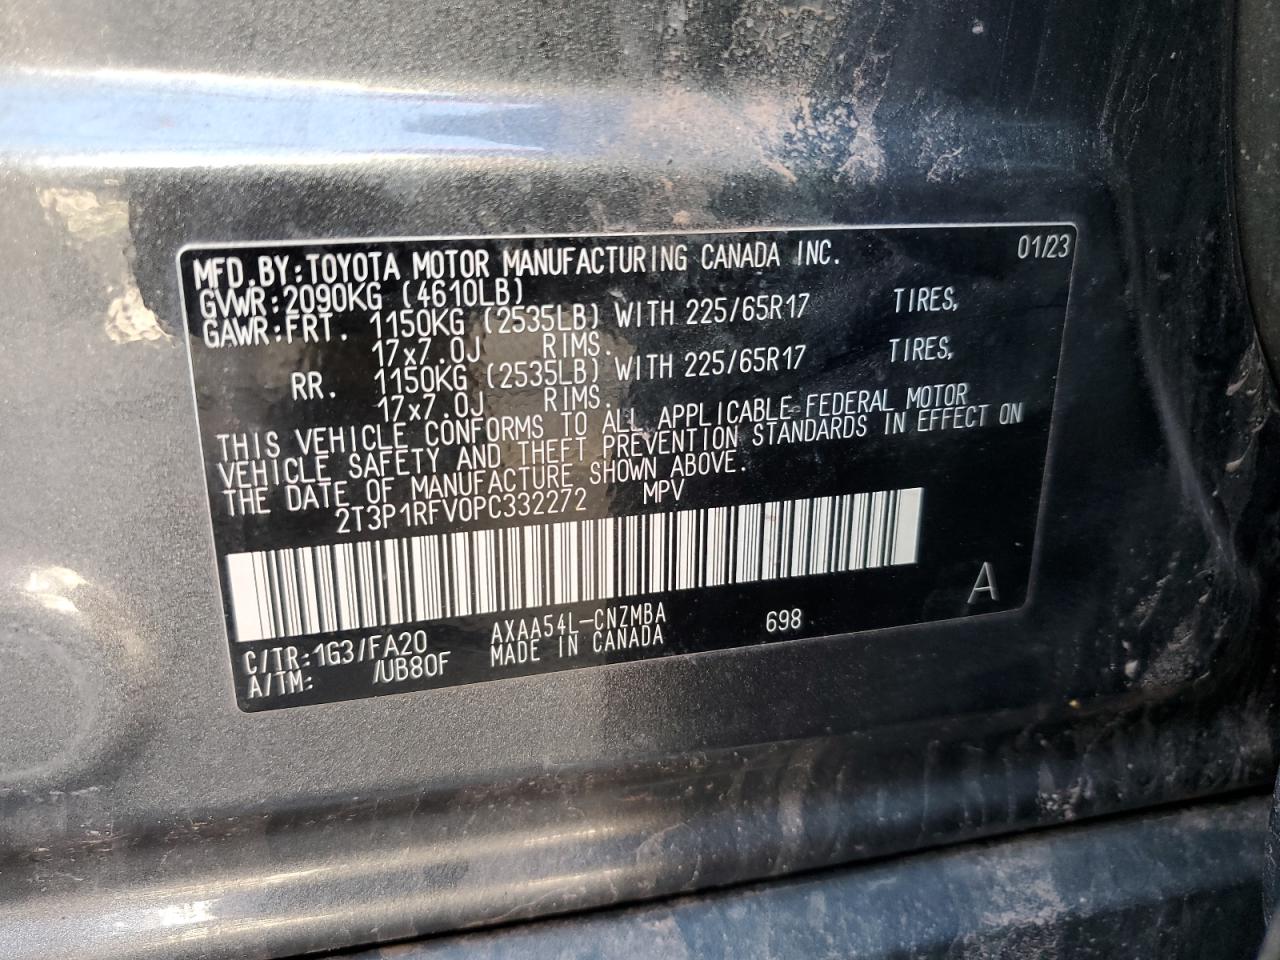 MFD.BY:TOYOTA MOTOR MANUFACTURING CANADA INC. 01/23
GVWR:2090KG (4610LB)
GAWR:FRT. 1150KG (2535LB) WITH 225/65R17 TIRES,
17x7.0J RIMS.
RR. 1150KG (2535LB) WITH 225/65R17 TIRES,
17x7.0J RIMS.
THIS VEHICLE CONFORMS TO ALL APPLICABLE FEDERAL MOTOR
VEHICLE SAFETY AND THEFT PREVENTION STANDARDS IN EFFECT ON
THE DATE OF MANUFACTURE SHOWN ABOVE.
2T3P1RFV0PC332272 MPV
C/TR:1G3/FA20 AXAA54L-CNZMBA 698 A
A/TM: /UB80F MADE IN CANADA